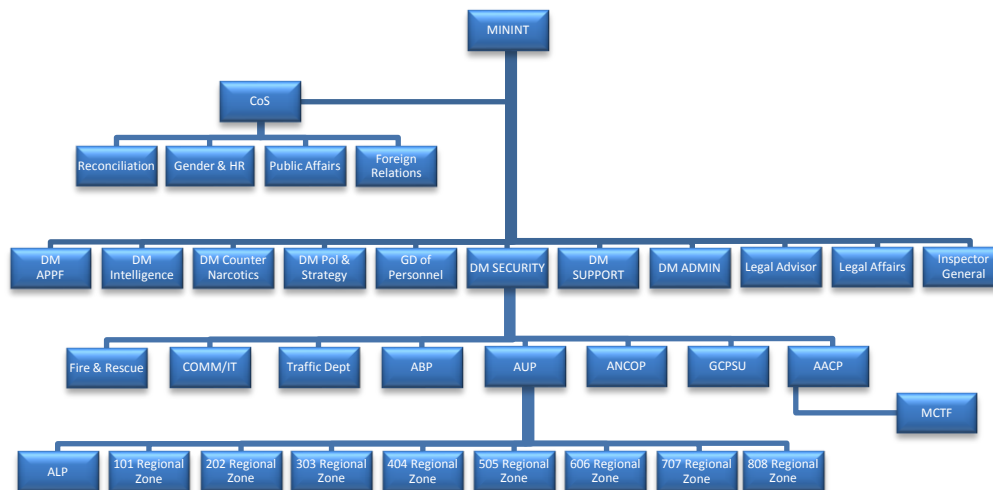 MININT
CoS
Reconciliation
Gender & HR
Public Affairs
Foreign
Relations
DM
APPF
DM
Intelligence
DM Counter
Narcotics
DM Pol &
Strategy
GD of
Personnel
DM SECURITY
DM
SUPPORT
DM ADMIN
Legal Advisor
Legal Affairs
Inspector
General
Fire & Rescue
COMM/IT
Traffic Dept
ABP
AUP
ANCOP
GCPSU
AACP
MCTF
ALP
101 Regional
Zone
202 Regional
Zone
303 Regional
Zone
404 Regional
Zone
505 Regional
Zone
606 Regional
Zone
707 Regional
Zone
808 Regional
Zone